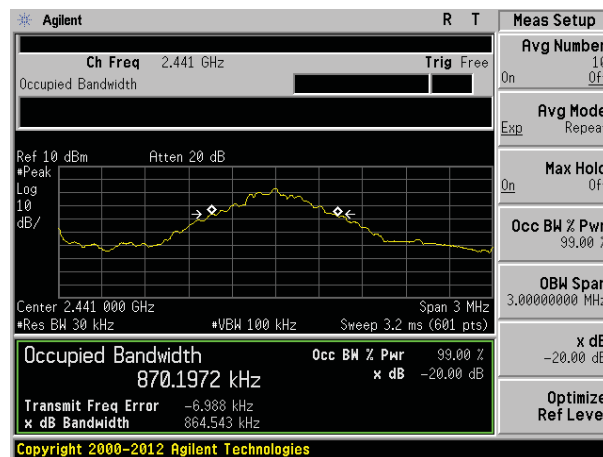 Agilent R T
Ch Freq 2.441 GHz Trig Free
Occupied Bandwidth
Ref 10 dBm Atten 20 dB
#Peak
Log
10
dB/
Center 2.441 000 GHz Span 3 MHz
#Res BW 30 kHz #VBW 100 kHz Sweep 3.2 ms (601 pts)
Occupied Bandwidth
870.1972 kHz
Occ BW % Pwr 99.00 %
x dB -20.00 dB
Transmit Freq Error -6.988 kHz
x dB Bandwidth 864.543 kHz
Copyright 2000-2012 Agilent Technologies
Meas Setup
Avg Number
10
On Of
Avg Mode
Exp Repea
Max Hold
On Of
Occ BW % Pwr
99.00 %
OBW Span
3.00000000 MHz
x dB
-20.00 dB
Optimize
Ref Leve